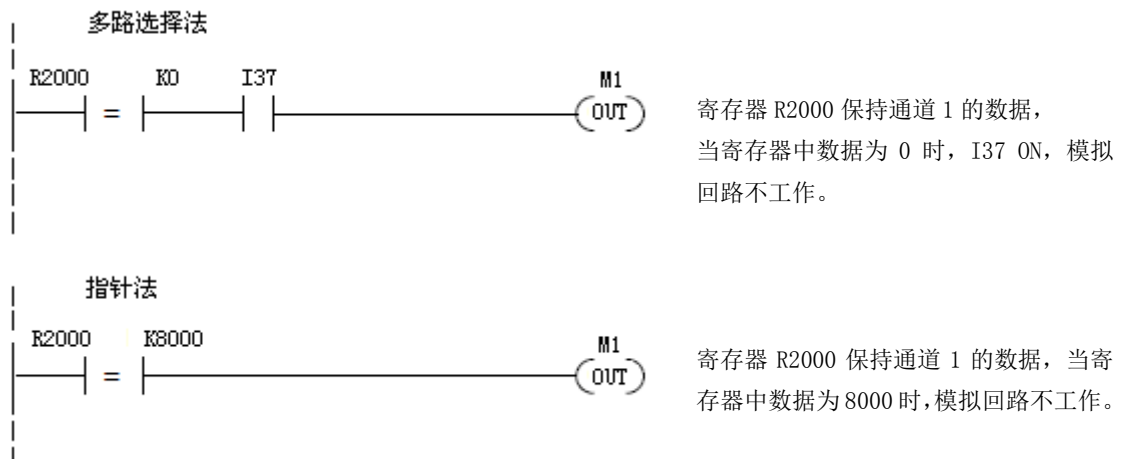 多路选择法
R2000 K0 I37 M1
= OUT
寄存器 R2000 保持通道 1 的数据，
当寄存器中数据为 0 时，I37 ON，模拟
回路不工作。
指针法
R2000 K8000 M1
= OUT
寄存器 R2000 保持通道 1 的数据，当寄
存器中数据为 8000 时，模拟回路不工作。